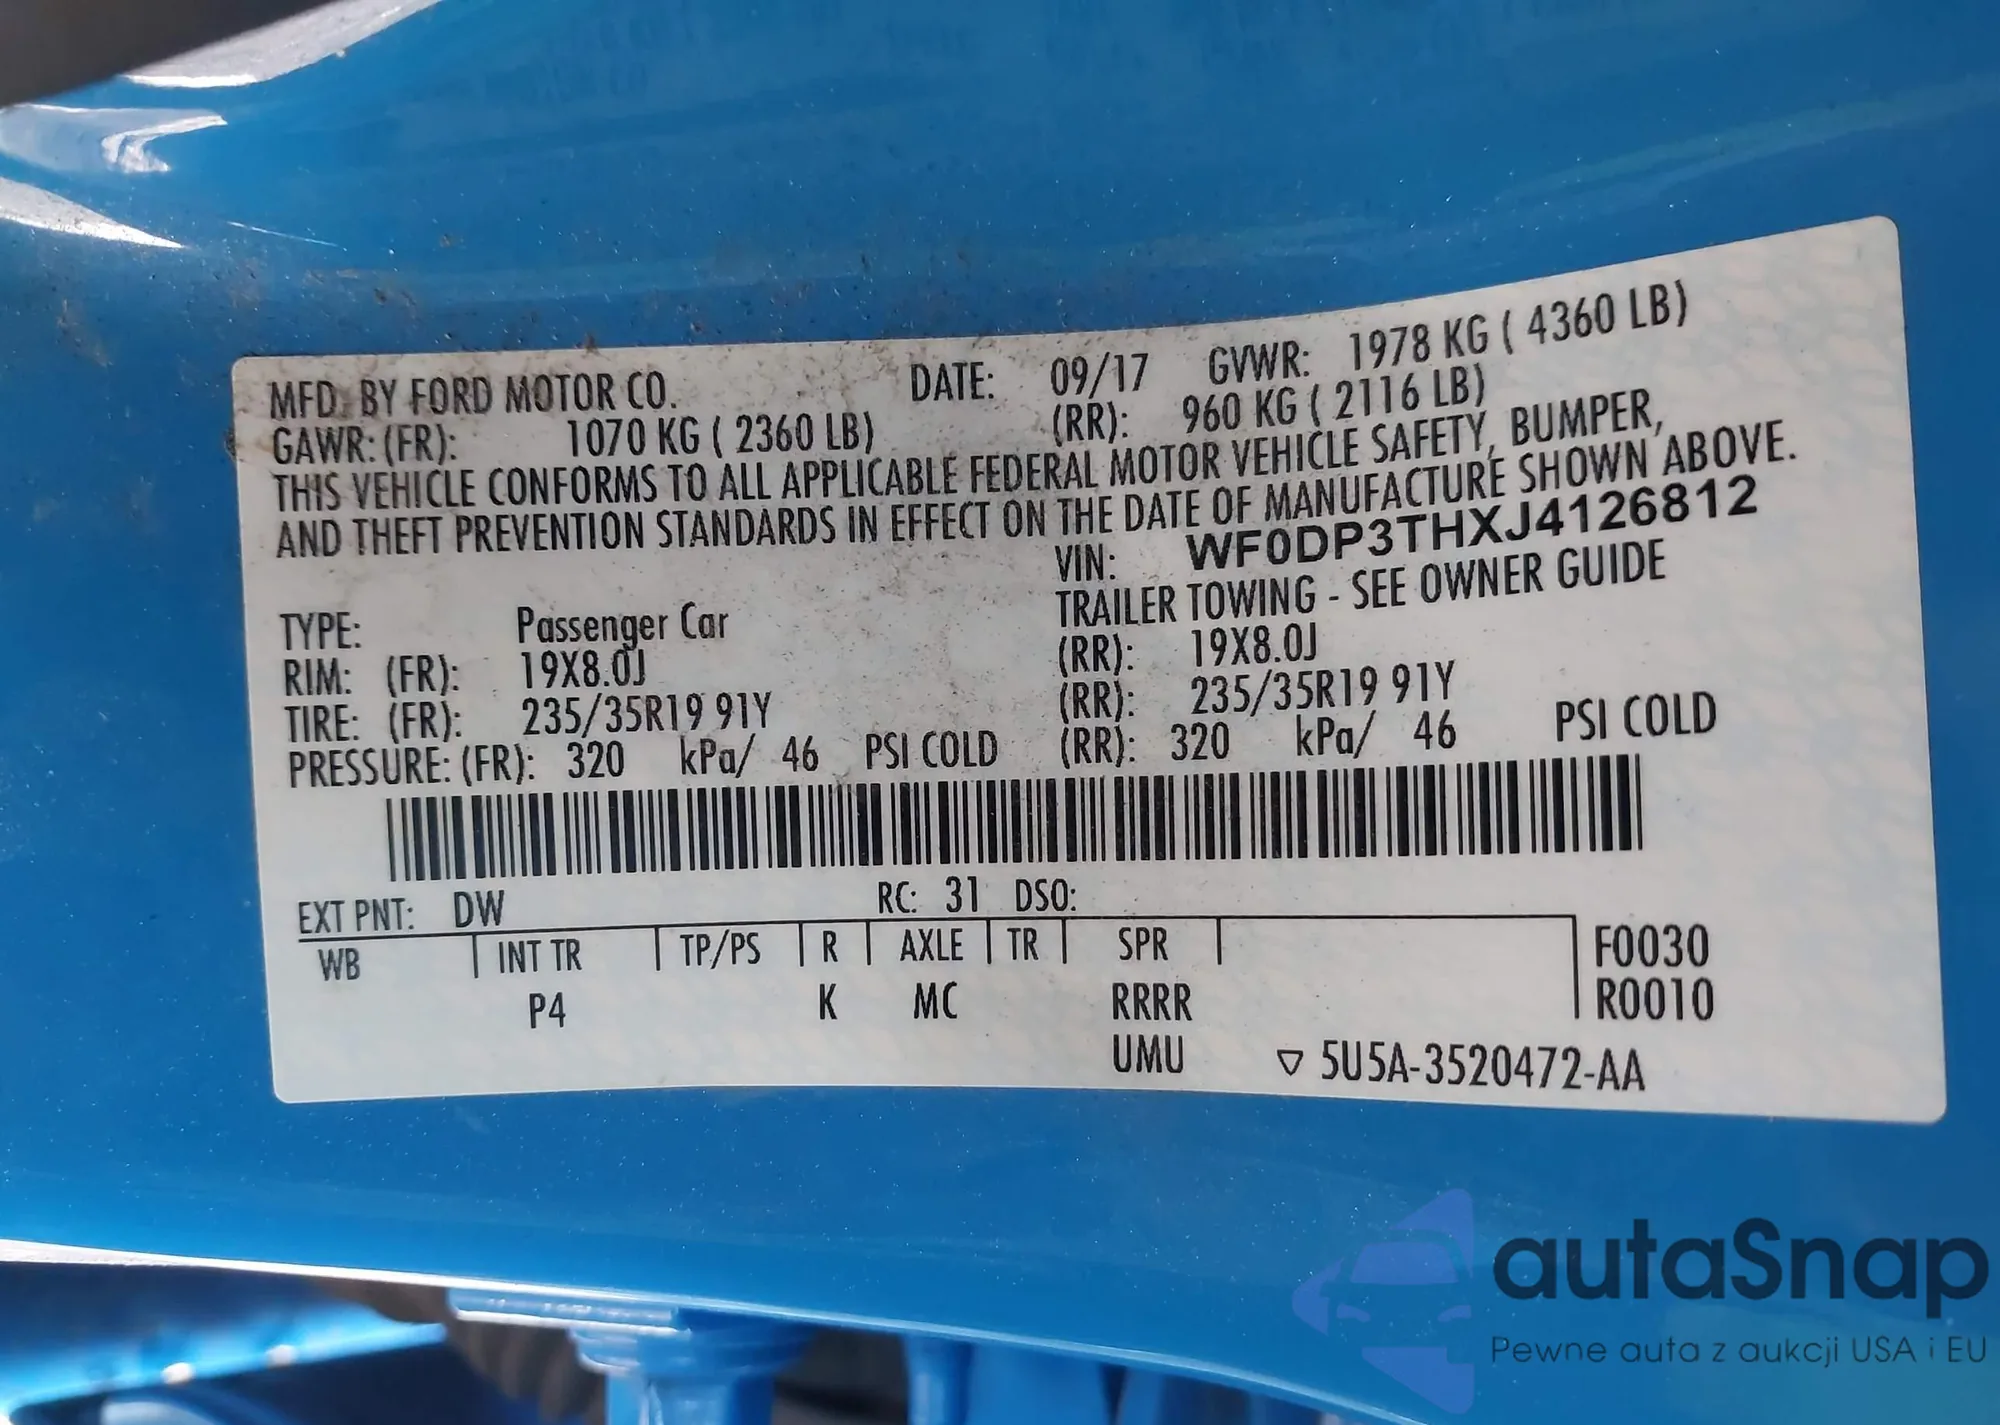 MFD. BY FORD MOTOR CO. DATE: 09/17 GVWR: 1978 KG ( 4360 LB)
GAWR: (FR): 1070 KG ( 2360 LB) (RR): 960 KG ( 2116 LB)
THIS VEHICLE CONFORMS TO ALL APPLICABLE FEDERAL MOTOR VEHICLE SAFETY, BUMPER,
AND THEFT PREVENTION STANDARDS IN EFFECT ON THE DATE OF MANUFACTURE SHOWN ABOVE.
VIN: WF0DP3THXJ4126812
TYPE: Passenger Car TRAILER TOWING - SEE OWNER GUIDE
RIM: (FR): 19X8.0J (RR): 19X8.0J
TIRE: (FR): 235/35R19 91Y (RR): 235/35R19 91Y
PRESSURE: (FR): 320 kPa/ 46 PSI COLD (RR): 320 kPa/ 46 PSI COLD
EXT PNT: DW RC: 31 DSO:
WB INT TR TP/PS R AXLE TR SPR F0030
P4 K MC RRRR R0010
UMU ▽ 5U5A-3520472-AA
autaSnap
Pewne auta z aukcji USA i EU